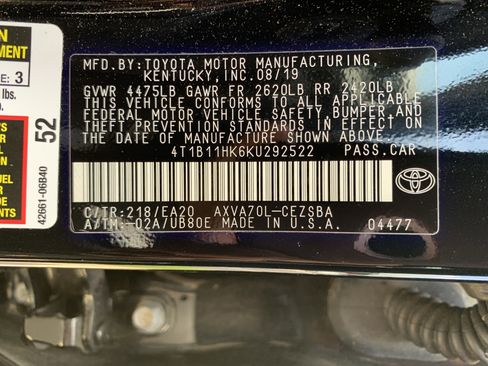 MFD.BY:TOYOTA MOTOR MANUFACTURING,
KENTUCKY, INC. 08/19
GVWR 4475LB GAWR FR 2620LB RR 2420LB
THIS VEHICLE CONFORMS TO ALL APPLICABLE
FEDERAL MOTOR VEHICLE SAFETY,BUMPER,AND
THEFT PREVENTION STANDARDS IN EFFECT ON
THE DATE OF MANUFACTURE SHOWN ABOVE.
4T1B11HK6KU292522 PASS.CAR
TOYOTA
C/TR:218/EA20 AXVA70L-CEZSBA
A/TM:-02A/UB80E MADE IN U.S.A. 04477
E: 3
lbs.
52
42661-06B40